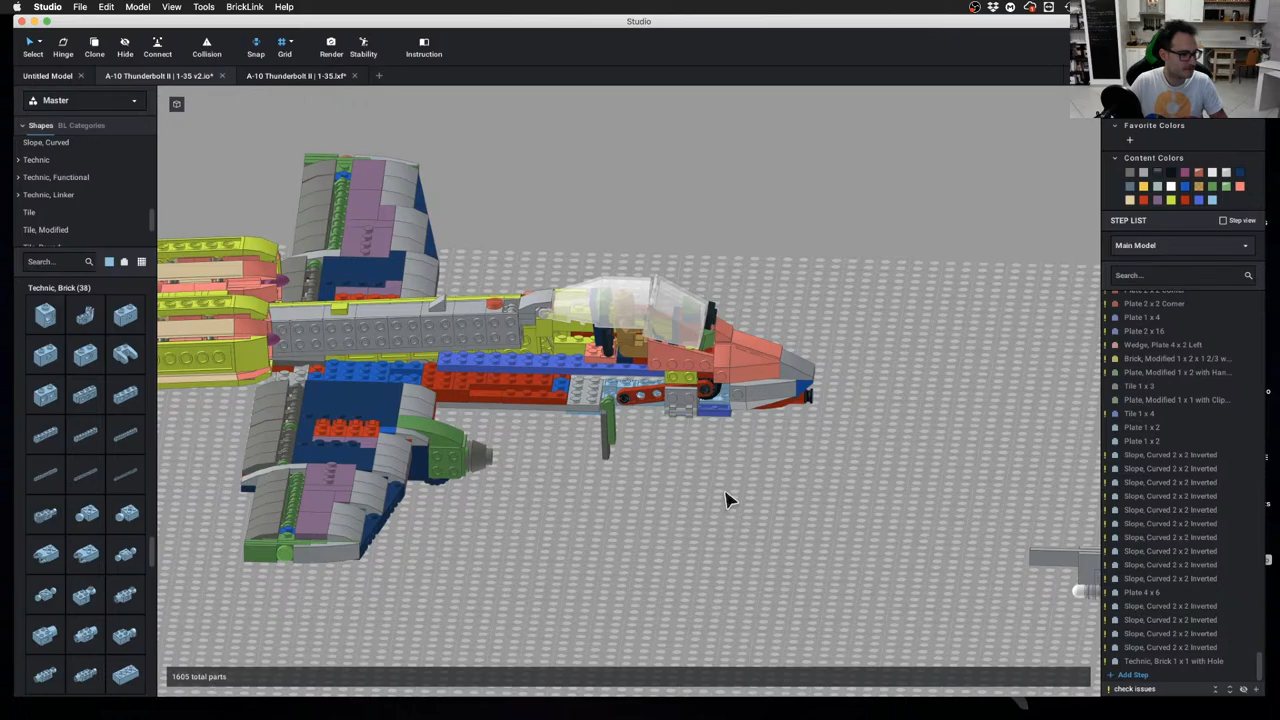 Studio File Edit Model View Tools BrickLink Help
Studio
Select Hinge Clone Hide Connect Collision Snap Grid Render Stability Instruction
Untitled Model A-10 Thunderbolt II | 1-35 v2.io* A-10 Thunderbolt II | 1-35.lxf*
Master
Shapes BL Categories
Slope, Curved
Technic
Technic, Functional
Technic, Linker
Tile
Tile, Modified
Search...
Technic, Brick (38)
1605 total parts
Favorite Colors
Content Colors
STEP LIST Step view
Main Model
Search...
Plate 2 x 2 Corner
Plate 2 x 2 Corner
Plate 1 x 4
Plate 2 x 16
Wedge, Plate 4 x 2 Left
Brick, Modified 1 x 2 x 1 2/3 w...
Plate, Modified 1 x 2 with Han...
Tile 1 x 3
Plate, Modified 1 x 1 with Clip...
Tile 1 x 4
Plate 1 x 2
Plate 1 x 2
Slope, Curved 2 x 2 Inverted
Slope, Curved 2 x 2 Inverted
Slope, Curved 2 x 2 Inverted
Slope, Curved 2 x 2 Inverted
Slope, Curved 2 x 2 Inverted
Slope, Curved 2 x 2 Inverted
Slope, Curved 2 x 2 Inverted
Slope, Curved 2 x 2 Inverted
Slope, Curved 2 x 2 Inverted
Slope, Curved 2 x 2 Inverted
Plate 4 x 6
Slope, Curved 2 x 2 Inverted
Slope, Curved 2 x 2 Inverted
Slope, Curved 2 x 2 Inverted
Slope, Curved 2 x 2 Inverted
Technic, Brick 1 x 1 with Hole
Add Step
check issues